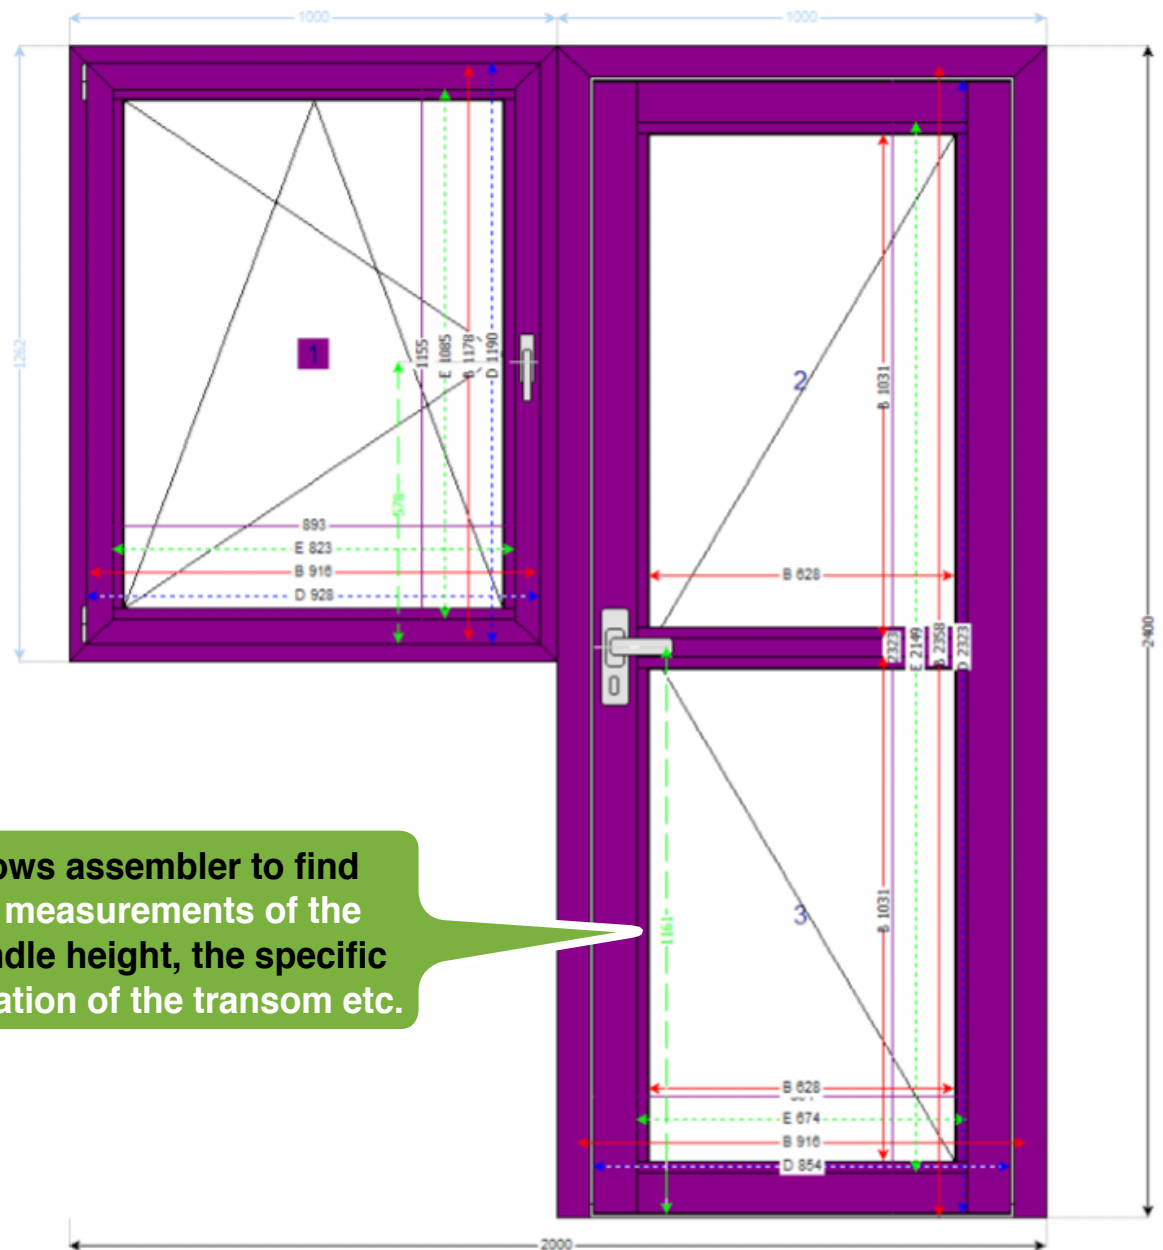 1000
1000
1262
1
1155
E 1085
B 1178
D 1190
578
893
E 823
B 916
D 928
2
B 1031
B 628
2323
E 2149
B 2358
D 2323
2400
3
B 1031
1161
B 628
E 674
B 916
D 854
2000
ows assembler to find
measurements of the
ndle height, the specific
ation of the transom etc.